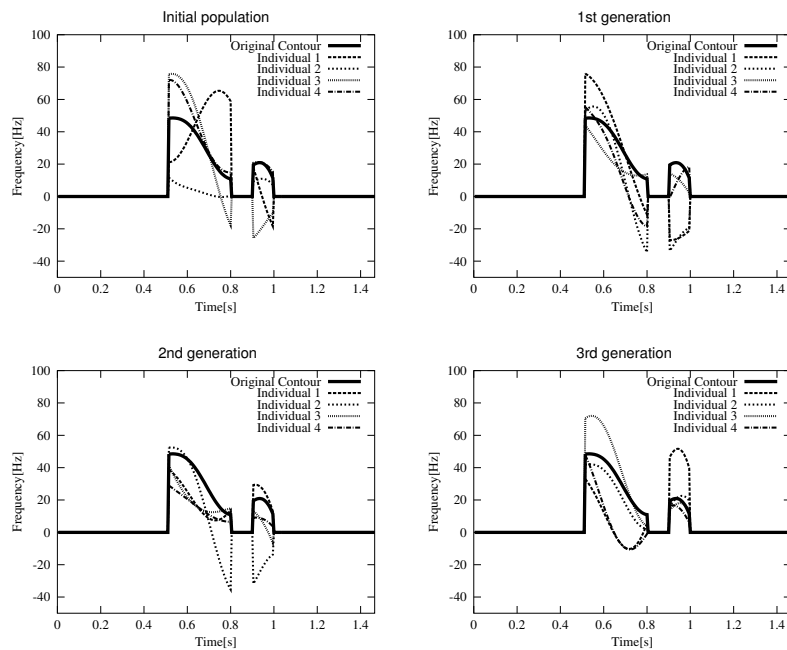 Initial population
100
80
60
40
20
0
-20
-40
Frequency[Hz]
Original Contour
Individual 1
Individual 2
Individual 3
Individual 4
0 0.2 0.4 0.6 0.8 1 1.2 1.4
Time[s]
1st generation
100
80
60
40
20
0
-20
-40
Frequency[Hz]
Original Contour
Individual 1
Individual 2
Individual 3
Individual 4
0 0.2 0.4 0.6 0.8 1 1.2 1.4
Time[s]
2nd generation
100
80
60
40
20
0
-20
-40
Frequency[Hz]
Original Contour
Individual 1
Individual 2
Individual 3
Individual 4
0 0.2 0.4 0.6 0.8 1 1.2 1.4
Time[s]
3rd generation
100
80
60
40
20
0
-20
-40
Frequency[Hz]
Original Contour
Individual 1
Individual 2
Individual 3
Individual 4
0 0.2 0.4 0.6 0.8 1 1.2 1.4
Time[s]